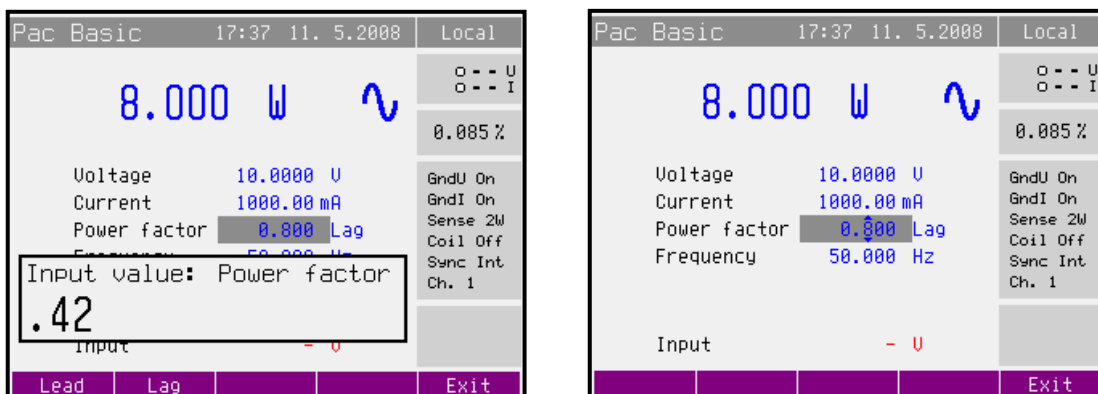 Pac Basic 17:37 11. 5.2008 Local
8.000 W
o - - U
o - - I
0.085 %
Voltage 10.0000 V
Current 1000.00 mA
Power factor 0.800 Lag
Frequency 50.000 Hz
Input value: Power factor
.42
Input - V
GndU On
GndI On
Sense 2W
Coil Off
Sync Int
Ch. 1
Lead Lag Exit
Pac Basic 17:37 11. 5.2008 Local
8.000 W
o - - U
o - - I
0.085 %
Voltage 10.0000 V
Current 1000.00 mA
Power factor 0.800 Lag
Frequency 50.000 Hz
Input - V
GndU On
GndI On
Sense 2W
Coil Off
Sync Int
Ch. 1
Exit